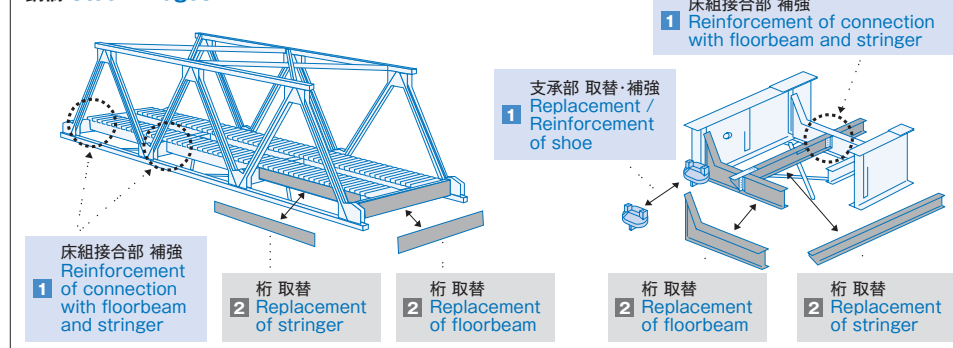 床組接合部 補強
1 Reinforcement of connection
with floorbeam and stringer
支承部 取替・補強
1 Replacement /
Reinforcement
of shoe
床組接合部 補強
Reinforcement
1 of connection
with floorbeam
and stringer
桁 取替
2 Replacement
of stringer
桁 取替
2 Replacement
of floorbeam
桁 取替
2 Replacement
of floorbeam
桁 取替
2 Replacement
of stringer